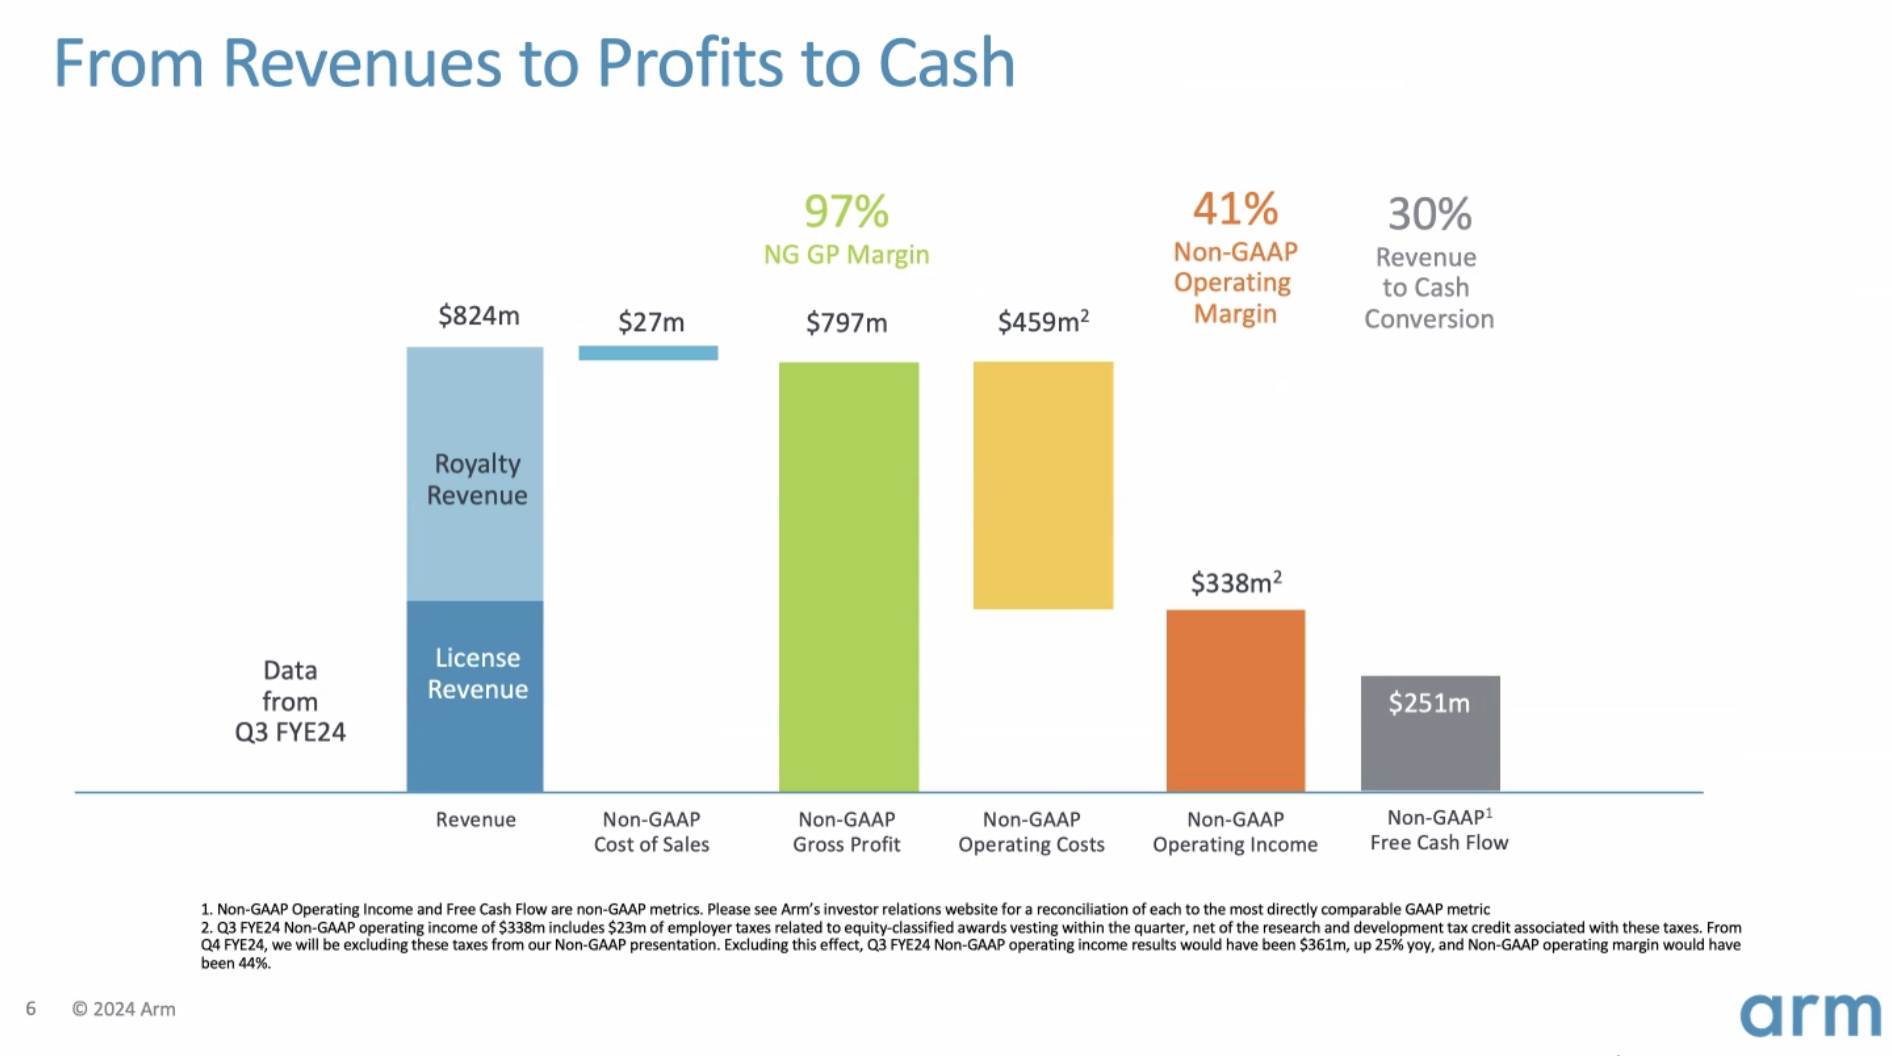 From Revenues to Profits to Cash
97%
NG GP Margin
41%
Non-GAAP
Operating
Margin
30%
Revenue
to Cash
Conversion
$824m
$27m
$797m
$459m²
$338m²
$251m
Royalty
Revenue
License
Revenue
Data
from
Q3 FYE24
Revenue
Non-GAAP
Cost of Sales
Non-GAAP
Gross Profit
Non-GAAP
Operating Costs
Non-GAAP
Operating Income
Non-GAAP¹
Free Cash Flow
1. Non-GAAP Operating Income and Free Cash Flow are non-GAAP metrics. Please see Arm's investor relations website for a reconciliation of each to the most directly comparable GAAP metric
2. Q3 FYE24 Non-GAAP operating income of $338m includes $23m of employer taxes related to equity-classified awards vesting within the quarter, net of the research and development tax credit associated with these taxes. From
Q4 FYE24, we will be excluding these taxes from our Non-GAAP presentation. Excluding this effect, Q3 FYE24 Non-GAAP operating income results would have been $361m, up 25% yoy, and Non-GAAP operating margin would have
been 44%.
6 © 2024 Arm
arm